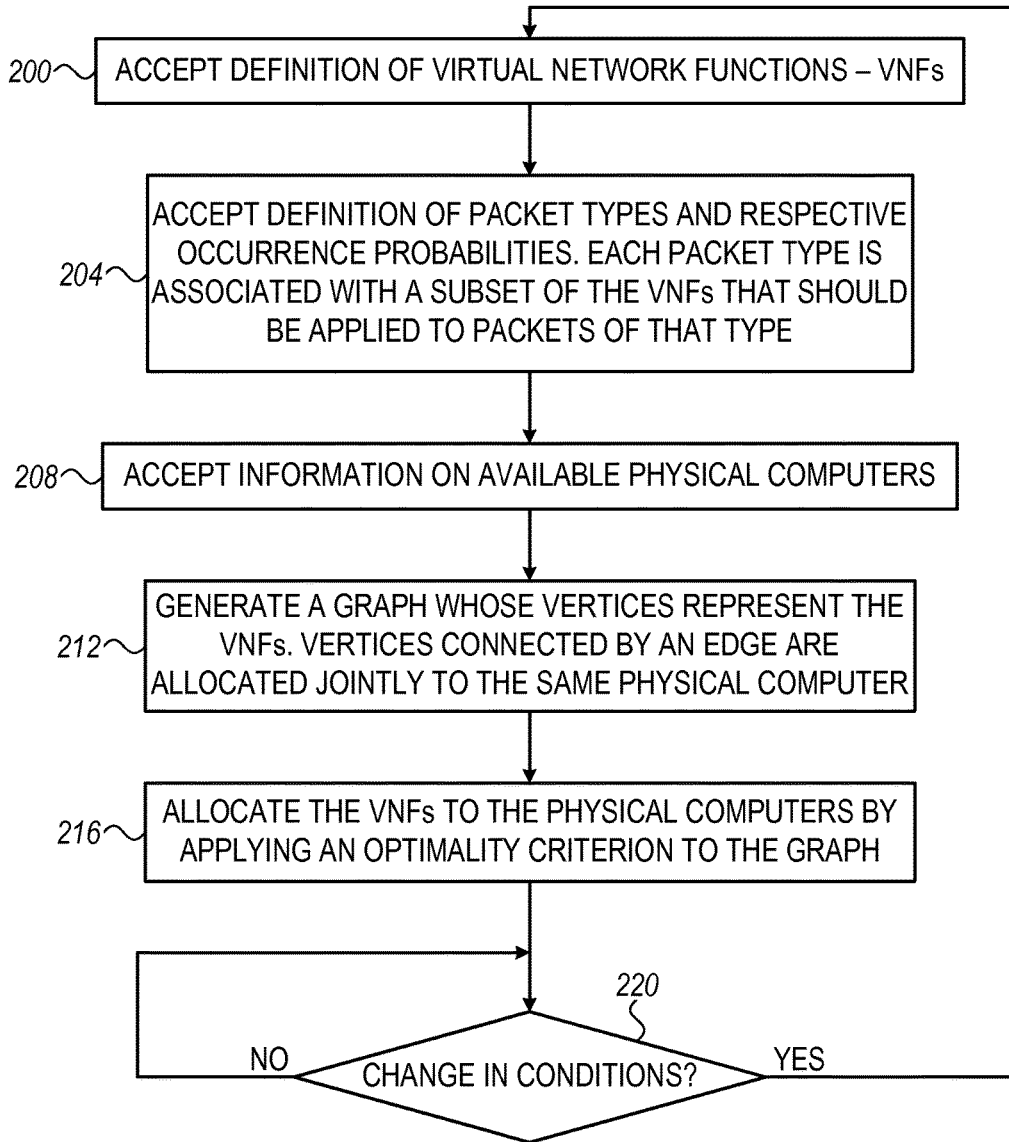 200
ACCEPT DEFINITION OF VIRTUAL NETWORK FUNCTIONS – VNFs
204
ACCEPT DEFINITION OF PACKET TYPES AND RESPECTIVE
OCCURRENCE PROBABILITIES. EACH PACKET TYPE IS
ASSOCIATED WITH A SUBSET OF THE VNFs THAT SHOULD
BE APPLIED TO PACKETS OF THAT TYPE
208
ACCEPT INFORMATION ON AVAILABLE PHYSICAL COMPUTERS
212
GENERATE A GRAPH WHOSE VERTICES REPRESENT THE
VNFs. VERTICES CONNECTED BY AN EDGE ARE
ALLOCATED JOINTLY TO THE SAME PHYSICAL COMPUTER
216
ALLOCATE THE VNFs TO THE PHYSICAL COMPUTERS BY
APPLYING AN OPTIMALITY CRITERION TO THE GRAPH
220
NO
CHANGE IN CONDITIONS?
YES